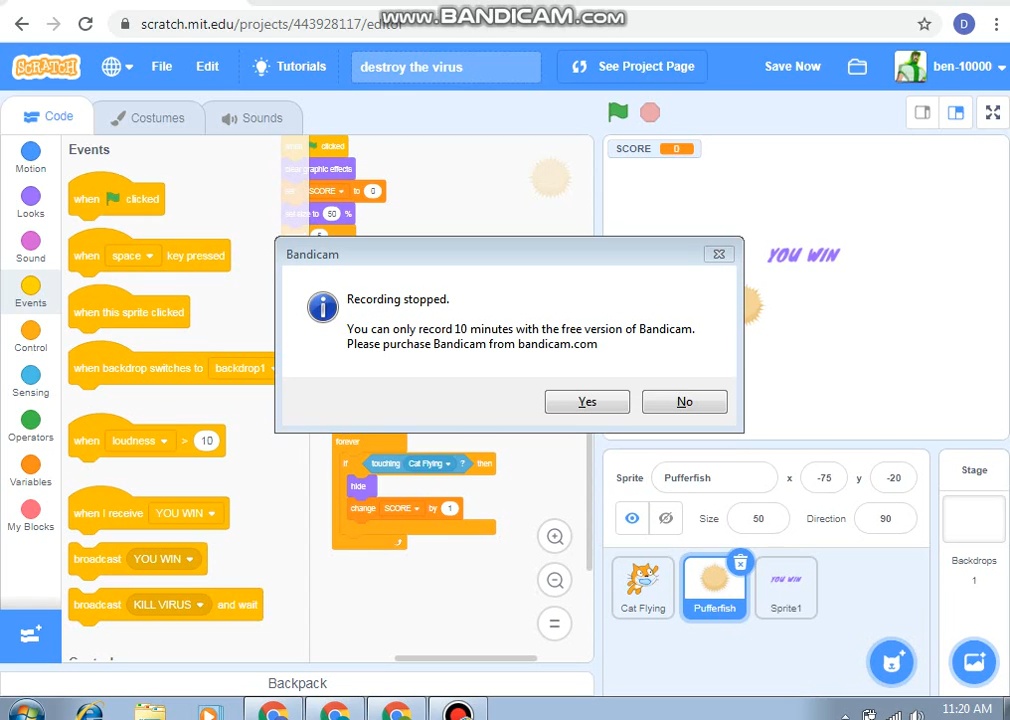 www.BANDICAM.com
scratch.mit.edu/projects/443928117/editor
D
SCRATCH
File
Edit
Tutorials
destroy the virus
See Project Page
Save Now
ben-10000
Code
Costumes
Sounds
Motion
Looks
Sound
Events
Control
Sensing
Operators
Variables
My Blocks
Events
when clicked
when space key pressed
when this sprite clicked
when backdrop switches to backdrop1
when loudness > 10
when I receive YOU WIN
broadcast YOU WIN
broadcast KILL VIRUS and wait
clicked
graphic effects
SCORE to 0
set size to 50 %
Bandicam
Recording stopped.
You can only record 10 minutes with the free version of Bandicam.
Please purchase Bandicam from bandicam.com
Yes
No
forever
if touching Cat Flying ? then
hide
change SCORE by 1
SCORE 0
YOU WIN
Sprite
Pufferfish
x
-75
y
-20
Size
50
Direction
90
Cat Flying
Pufferfish
YOU WIN
Sprite1
Stage
Backdrops
1
Backpack
11:20 AM